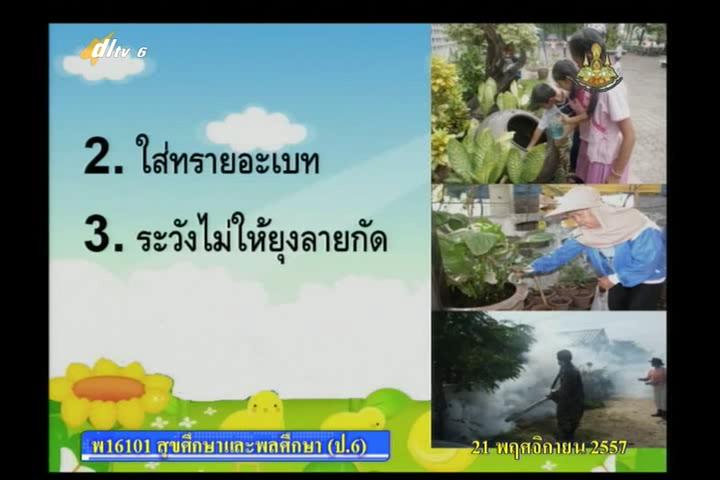 dltv 6
2. ใส่ทรายอะเบท
3. ระวังไม่ให้ยุงลายกัด
พ16101 สุขศึกษาและพลศึกษา (ป.6)
21 พฤศจิกายน 2557